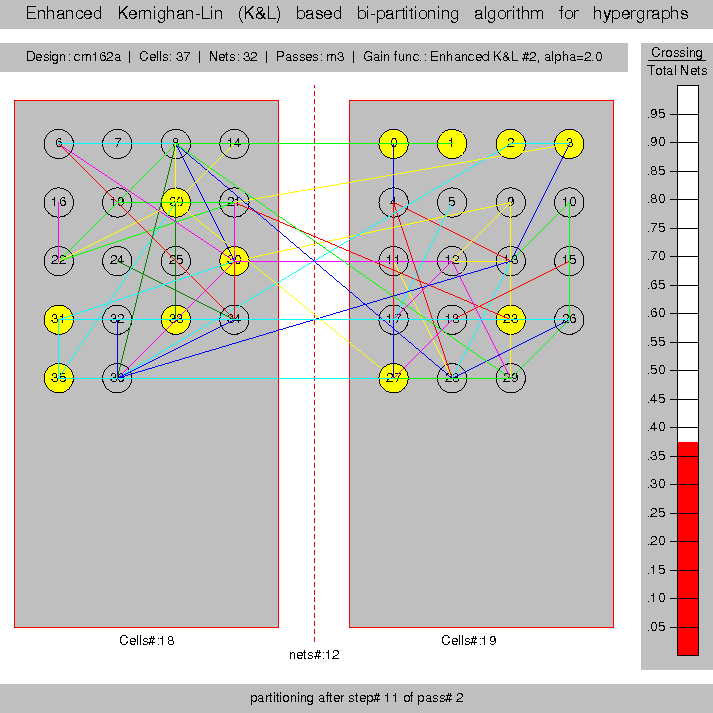 Enhanced Kernighan-Lin (K&L) based bi-partitioning algorithm for hypergraphs
Design: cm162a | Cells: 37 | Nets: 32 | Passes: m3 | Gain func.: Enhanced K&L #2, alpha=2.0
Crossing
Total Nets
.95
.90
.85
.80
.75
.70
.65
.60
.55
.50
.45
.40
.35
.30
.25
.20
.15
.10
.05
6 7 8 14 0 1 2 3
16 19 20 21 4 5 9 10
22 24 25 30 11 12 13 15
31 32 33 34 17 18 23 26
35 36 27 28 29
Cells#:18
Cells#:19
nets#:12
partitioning after step# 11 of pass# 2